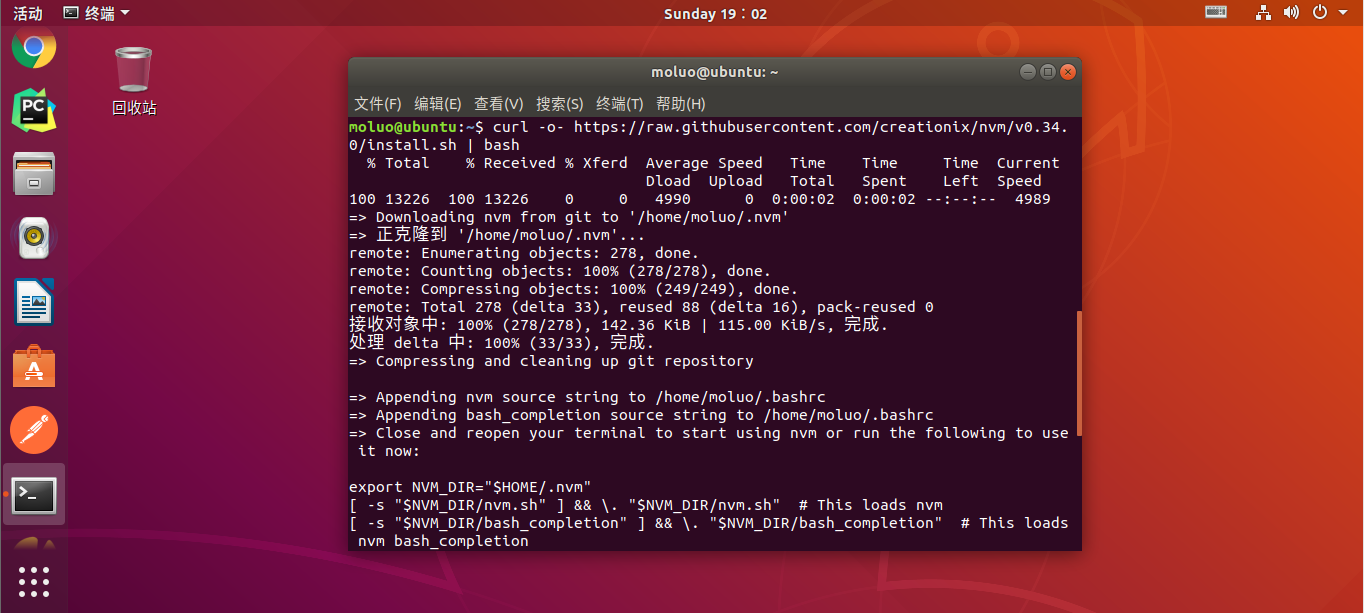 活动 终端 Sunday 19：02
PC
回收站
moluo@ubuntu: ~
文件(F) 编辑(E) 查看(V) 搜索(S) 终端(T) 帮助(H)
moluo@ubuntu:~$ curl -o- https://raw.githubusercontent.com/creationix/nvm/v0.34.
0/install.sh | bash
  % Total    % Received % Xferd  Average Speed   Time    Time     Time  Current
                                 Dload  Upload   Total   Spent    Left  Speed
100 13226  100 13226    0     0   4990      0  0:00:02  0:00:02 --:--:--  4989
=> Downloading nvm from git to '/home/moluo/.nvm'
=> 正克隆到 '/home/moluo/.nvm'...
remote: Enumerating objects: 278, done.
remote: Counting objects: 100% (278/278), done.
remote: Compressing objects: 100% (249/249), done.
remote: Total 278 (delta 33), reused 88 (delta 16), pack-reused 0
接收对象中: 100% (278/278), 142.36 KiB | 115.00 KiB/s, 完成.
处理 delta 中: 100% (33/33), 完成.
=> Compressing and cleaning up git repository
=> Appending nvm source string to /home/moluo/.bashrc
=> Appending bash_completion source string to /home/moluo/.bashrc
=> Close and reopen your terminal to start using nvm or run the following to use
 it now:
export NVM_DIR="$HOME/.nvm"
[ -s "$NVM_DIR/nvm.sh" ] && \. "$NVM_DIR/nvm.sh"  # This loads nvm
[ -s "$NVM_DIR/bash_completion" ] && \. "$NVM_DIR/bash_completion"  # This loads
 nvm bash_completion